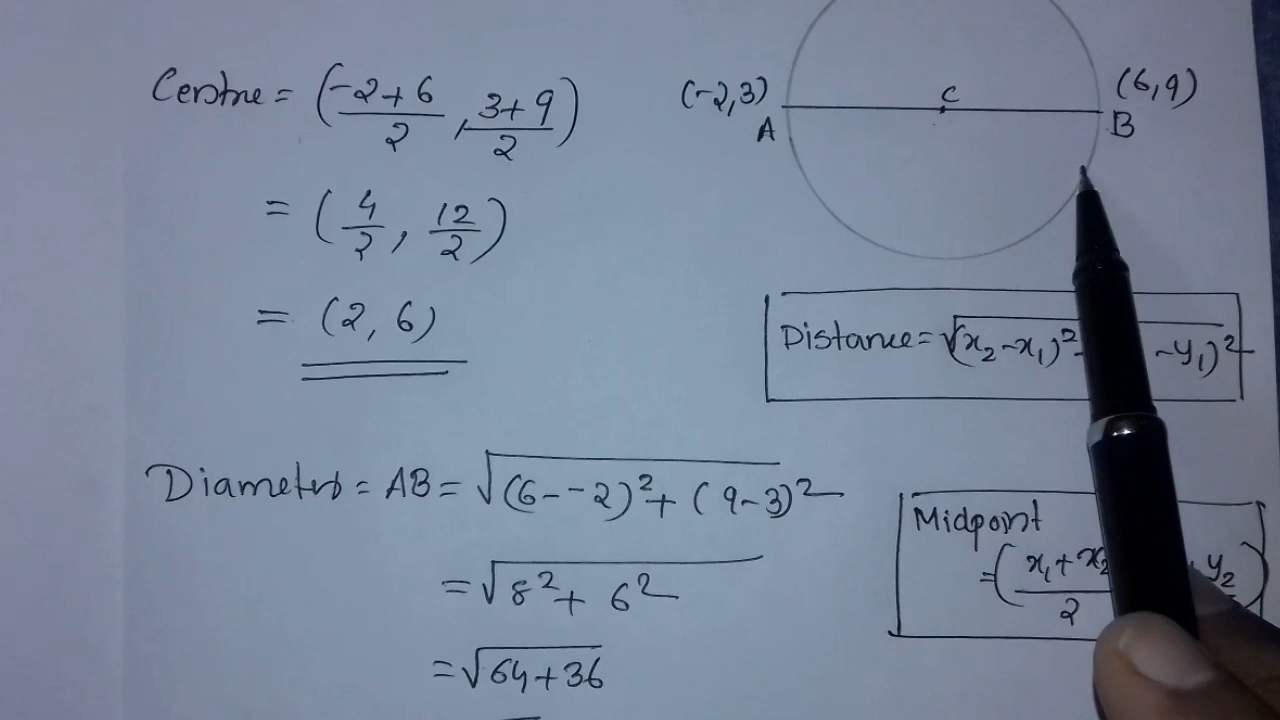 Centre = (-2+6/2, 3+9/2)
= (4/2, 12/2)
= (2, 6)
(-2,3)
A
C
(6,9)
B
Distance = √(x₂-x₁)² -y₁)²
Diameter = AB = √(6--2)²+(9-3)²
= √8²+6²
= √64+36
Midpoint
= (x₁+x₂/2 +y₂)